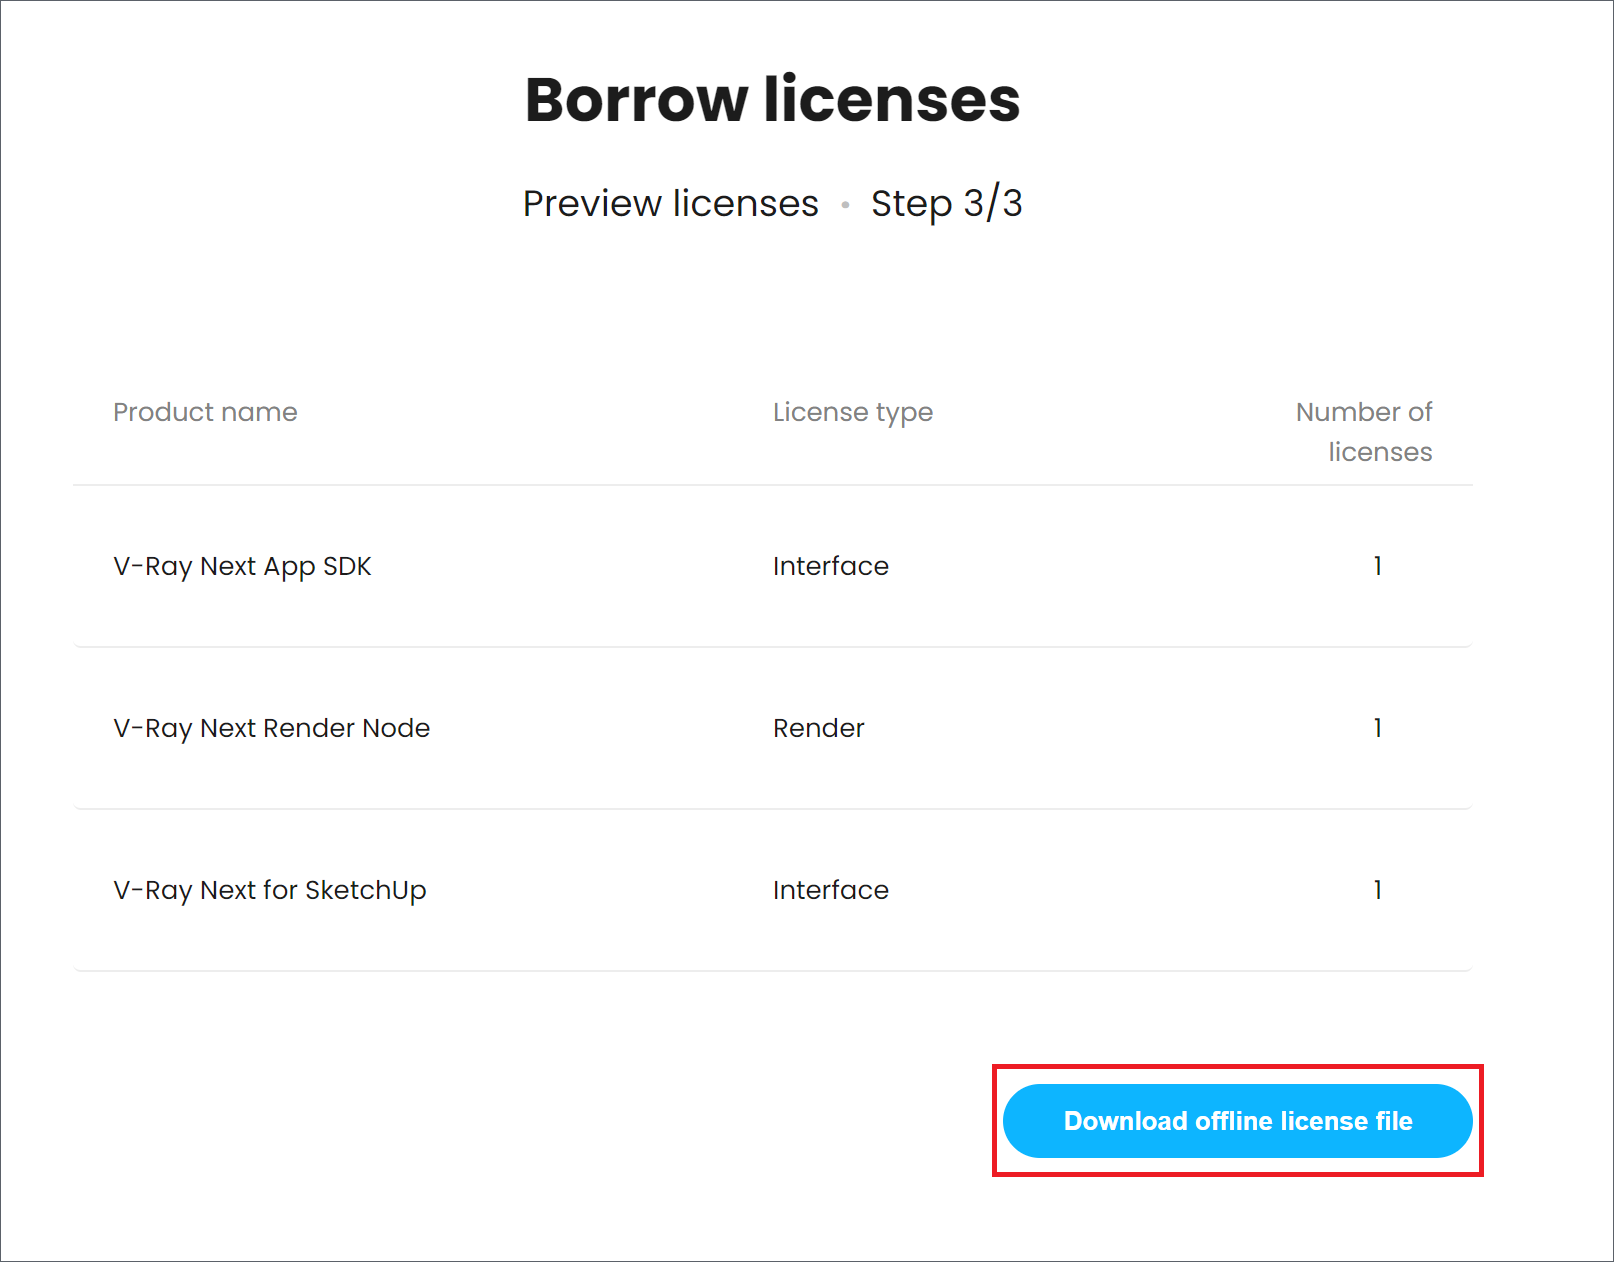 Borrow licenses
Preview licenses • Step 3/3
Product name License type Number of
licenses
V-Ray Next App SDK Interface 1
V-Ray Next Render Node Render 1
V-Ray Next for SketchUp Interface 1
Download offline license file